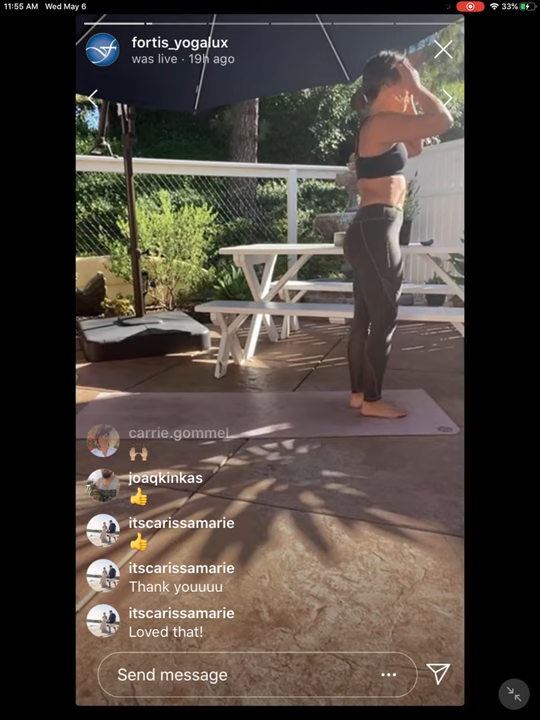 11:55 AM Wed May 6
33%
fortis_yogalux
was live · 19h ago
carrie.gommel
joaqkinkas
👍
itscarissamarie
👍
itscarissamarie
Thank youuuu
itscarissamarie
Loved that!
Send message